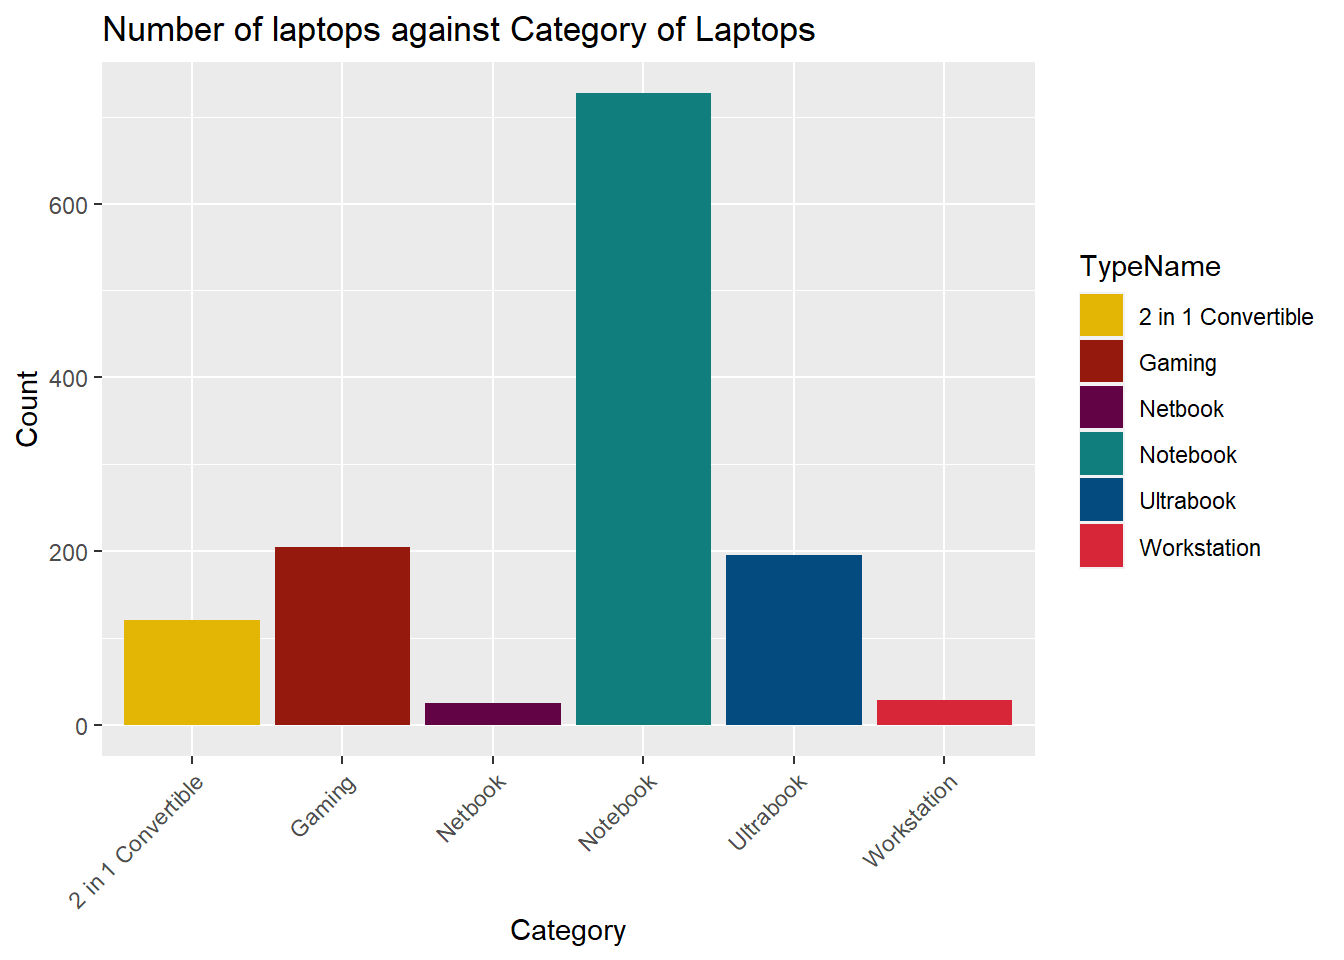 Number of laptops against Category of Laptops
Count
600
400
200
0
2 in 1 Convertible
Gaming
Netbook
Notebook
Ultrabook
Workstation
Category
TypeName
2 in 1 Convertible
Gaming
Netbook
Notebook
Ultrabook
Workstation